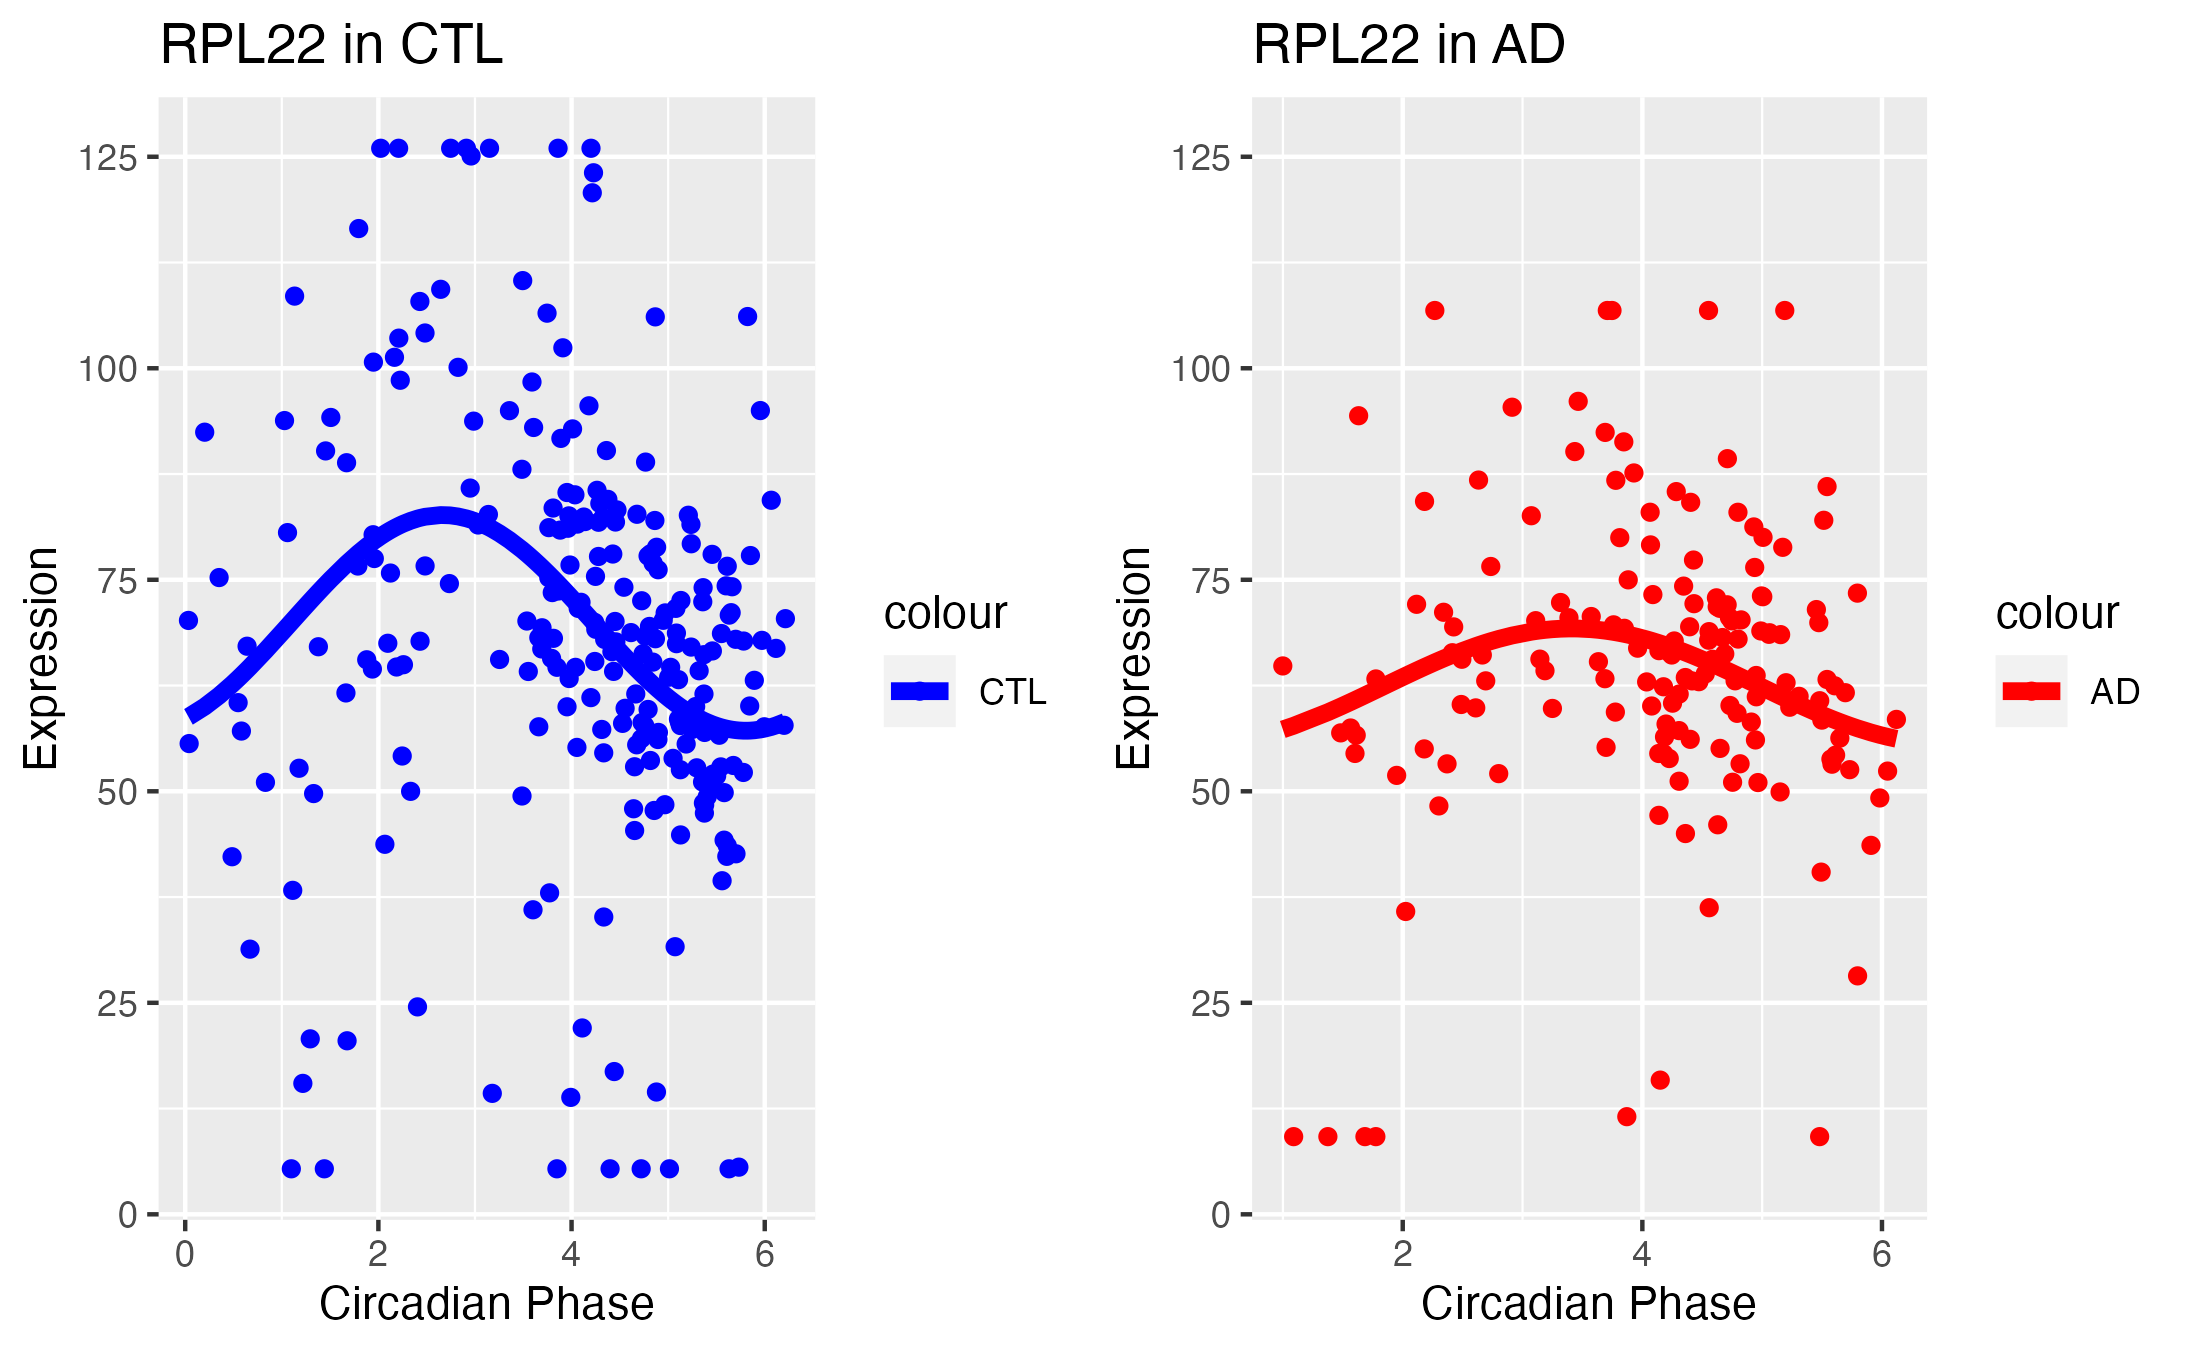 RPL22 in CTL
Expression
125
100
75
50
25
0
0 2 4 6
Circadian Phase
colour
CTL
RPL22 in AD
Expression
125
100
75
50
25
0
2 4 6
Circadian Phase
colour
AD